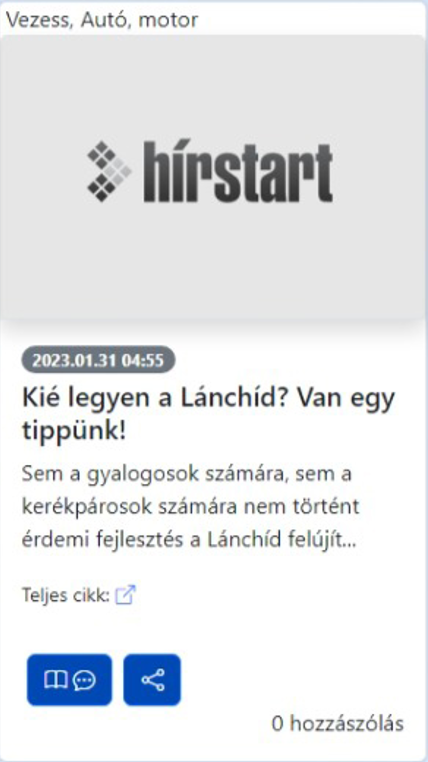 Vezess, Autó, motor
hírstart
2023.01.31 04:55
Kié legyen a Lánchíd? Van egy
tippünk!
Sem a gyalogosok számára, sem a
kerékpárosok számára nem történt
érdemi fejlesztés a Lánchíd felújít...
Teljes cikk:
0 hozzászólás